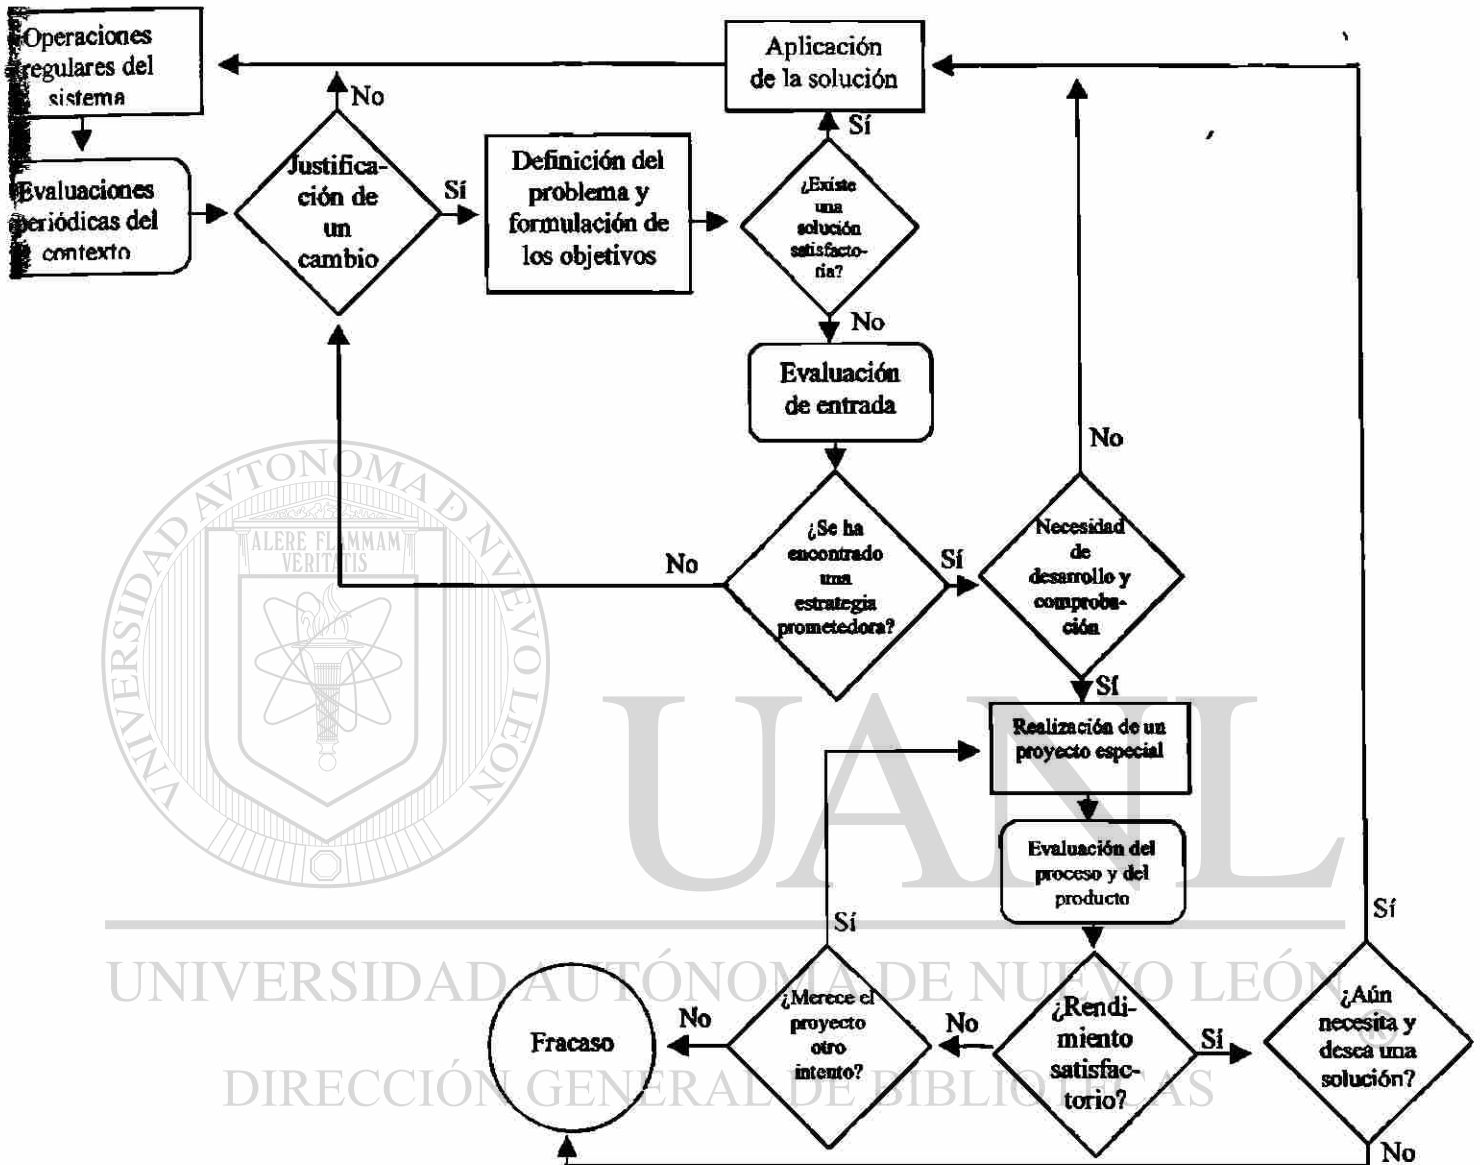 Operaciones
regulares del
sistema
Evaluaciones
periódicas del
contexto
No
Justifica-
ción de
un
cambio
Sí
Definición del
problema y
formulación de
los objetivos
Aplicación
de la solución
Sí
¿Existe
una
solución
satisfacto-
ria?
No
Evaluación
de entrada
¿Se ha
encontrado
una
estrategia
prometedora?
No
Sí
No
Necesidad
de
desarrollo y
comproba-
ción
Sí
Realización de un
proyecto especial
Evaluación del
proceso y del
producto
¿Rendi-
miento
satisfac-
torio?
No
Sí
¿Merece el
proyecto
otro
intento?
Sí
No
Fracaso
¿Aún
necesita y
desea una
solución?
Sí
No
UNIVERSIDAD AUTONOMA D NUEVO LEON
ALERE FLAMMAM
VERITATIS
UANL
UNIVERSIDAD AUTÓNOMA DE NUEVO LEÓN
®
DIRECCIÓN GENERAL DE BIBLIOTECAS